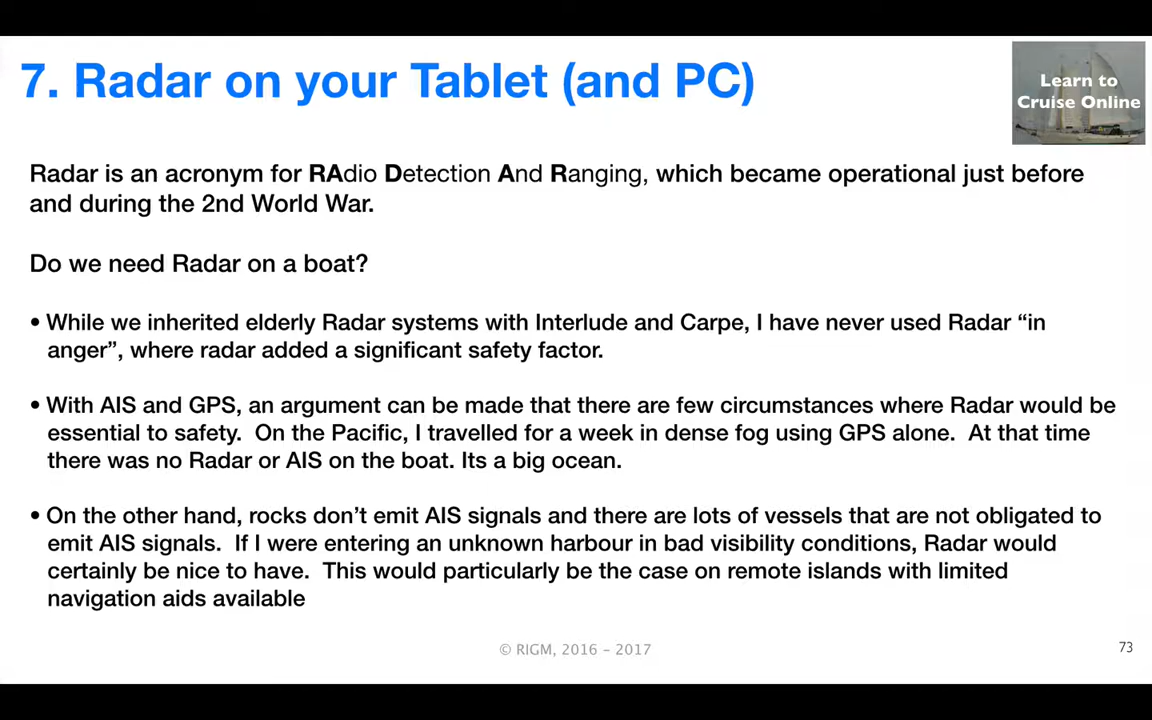 7. Radar on your Tablet (and PC)
Learn to
Cruise Online
Radar is an acronym for RAdio Detection And Ranging, which became operational just before
and during the 2nd World War.
Do we need Radar on a boat?
• While we inherited elderly Radar systems with Interlude and Carpe, I have never used Radar “in
anger”, where radar added a significant safety factor.
• With AIS and GPS, an argument can be made that there are few circumstances where Radar would be
essential to safety.  On the Pacific, I travelled for a week in dense fog using GPS alone.  At that time
there was no Radar or AIS on the boat. Its a big ocean.
• On the other hand, rocks don’t emit AIS signals and there are lots of vessels that are not obligated to
emit AIS signals.  If I were entering an unknown harbour in bad visibility conditions, Radar would
certainly be nice to have.  This would particularly be the case on remote islands with limited
navigation aids available
© RIGM, 2016 – 2017
73